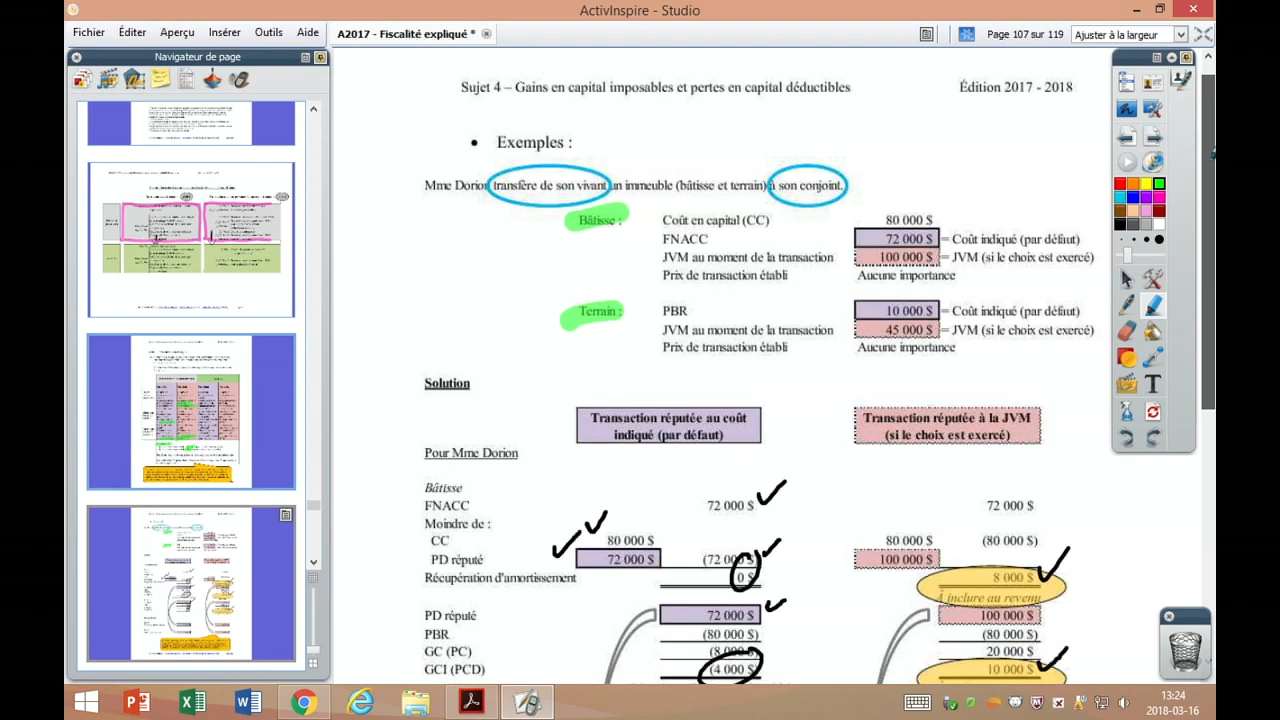 ActivInspire - Studio
Fichier Éditer Aperçu Insérer Outils Aide
A2017 - Fiscalité expliqué *
Page 107 sur 119
Ajuster à la largeur
Navigateur de page
Sujet 4 – Gains en capital imposables et pertes en capital déductibles Édition 2017 - 2018
• Exemples :
Mme Dorion transfère de son vivant un immeuble (bâtisse et terrain) à son conjoint.
Bâtisse : Coût en capital (CC) 80 000 $
FNACC 72 000 $ = Coût indiqué (par défaut)
JVM au moment de la transaction 100 000 $ = JVM (si le choix est exercé)
Prix de transaction établi Aucune importance
Terrain : PBR 10 000 $ = Coût indiqué (par défaut)
JVM au moment de la transaction 45 000 $ = JVM (si le choix est exercé)
Prix de transaction établi Aucune importance
Solution
Transaction réputée au coût indiqué (par défaut)
Transaction réputée à la JVM (si le choix est exercé)
Pour Mme Dorion
Bâtisse
FNACC 72 000 $ 72 000 $
Moindre de :
CC 80 000 $ 80 000 $ (80 000 $)
PD réputé 72 000 $ (72 000 $) 100 000 $
Récupération d'amortissement 0 $ 8 000 $
À inclure au revenu
PD réputé 72 000 $ 100 000 $
PBR (80 000 $) (80 000 $)
GC (PC) (8 000 $) 20 000 $
GCI (PCD) (4 000 $) 10 000 $
13:24
2018-03-16